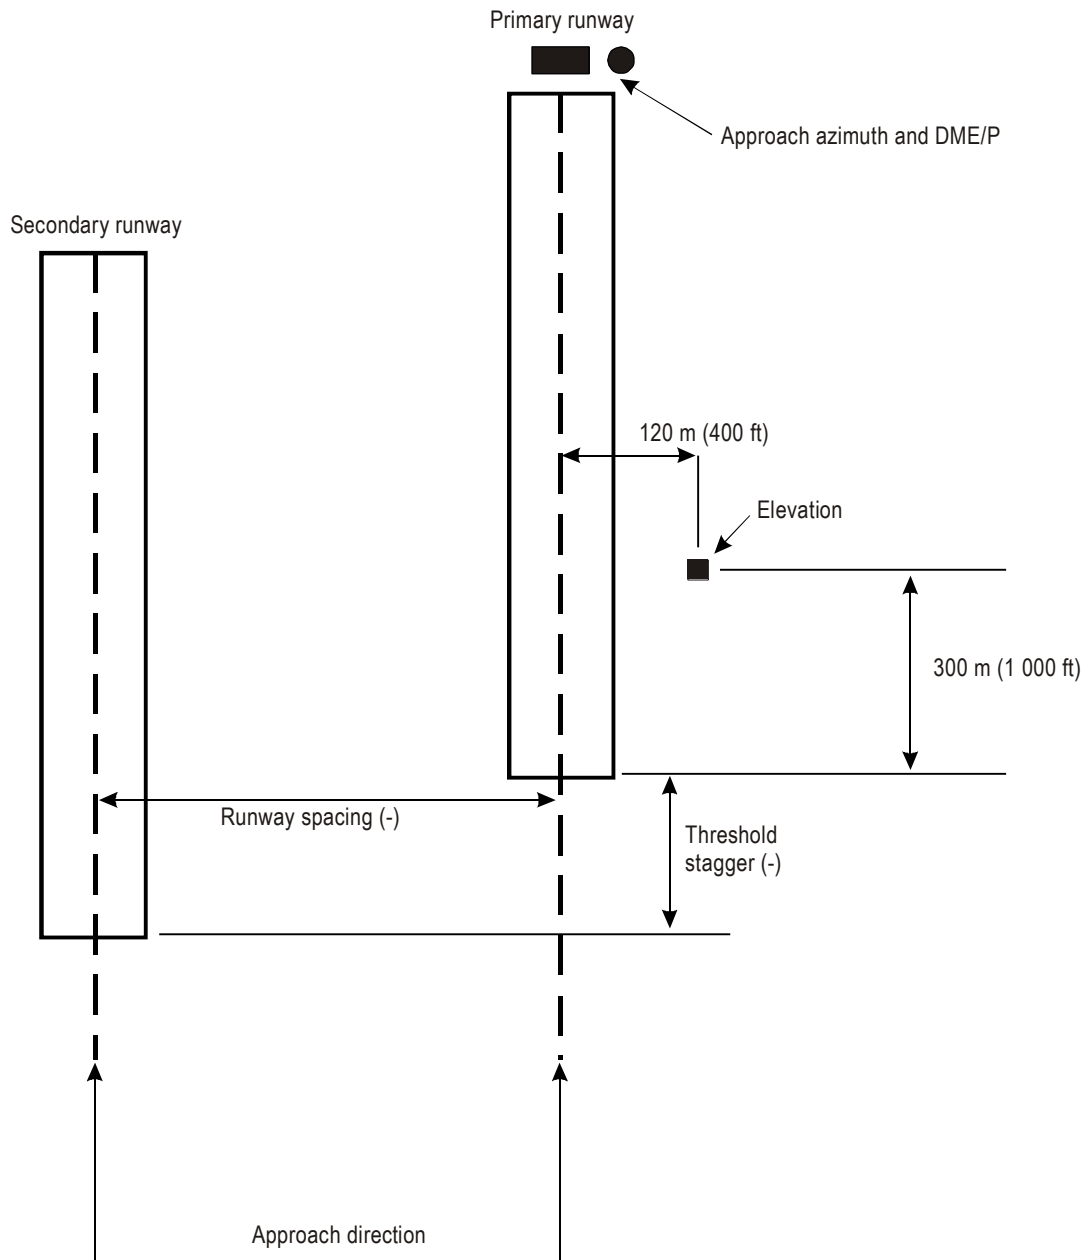 Primary runway
Approach azimuth and DME/P
Secondary runway
120 m (400 ft)
Elevation
300 m (1 000 ft)
Runway spacing (-)
Threshold
stagger (-)
Approach direction